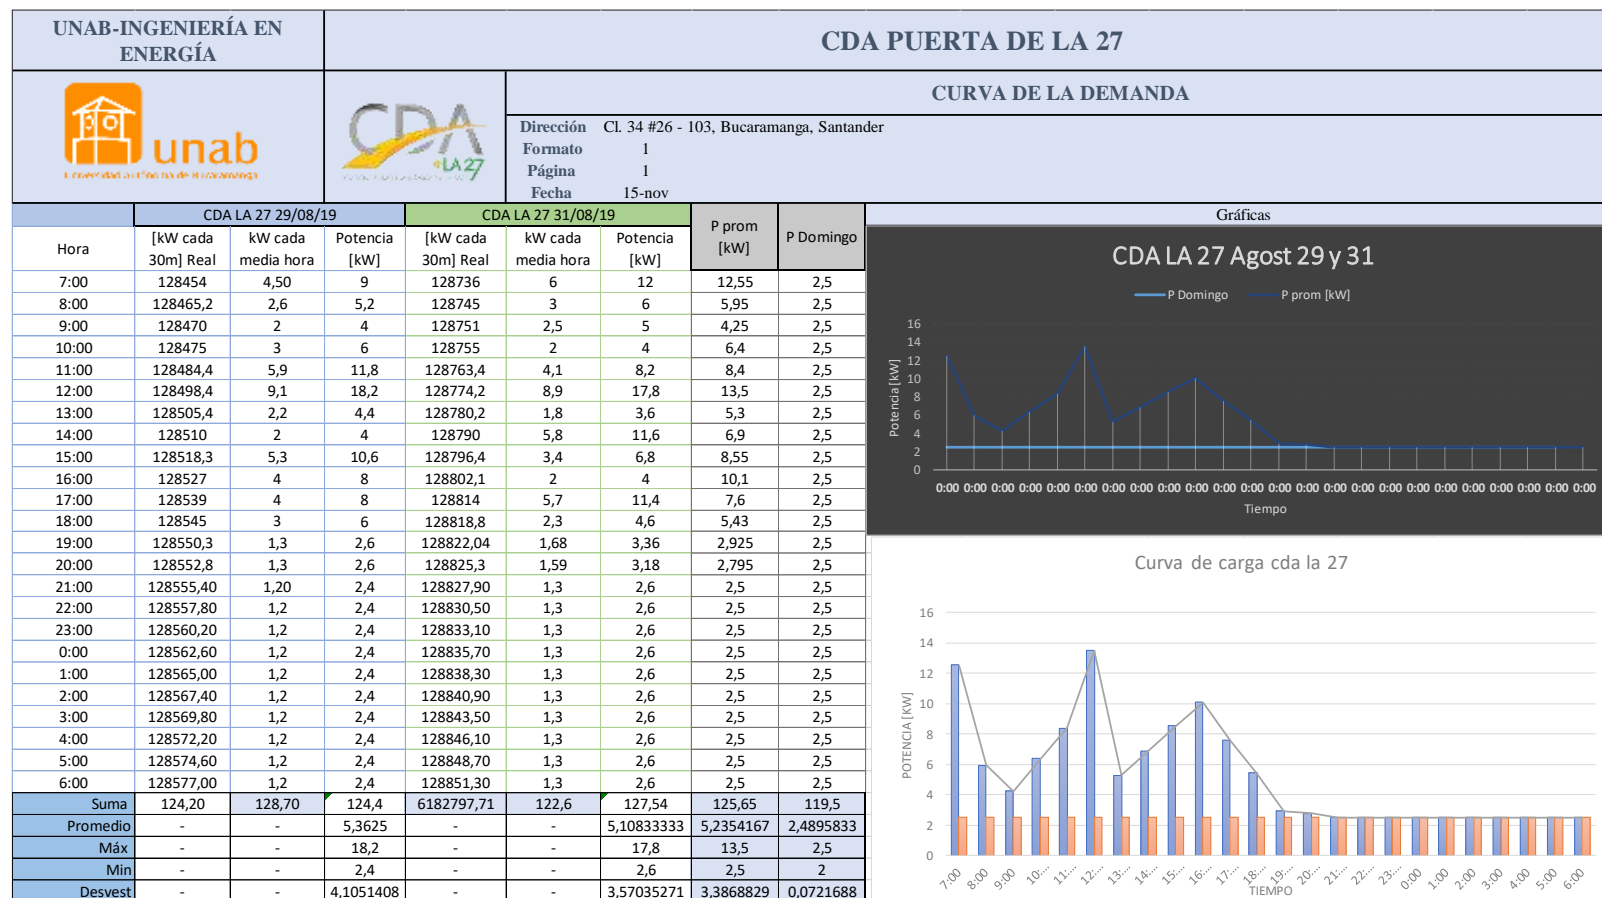 UNAB-INGENIERÍA EN ENERGÍA
CDA PUERTA DE LA 27
unab
CDA
LA 27
CURVA DE LA DEMANDA
Dirección Cl. 34 #26 - 103, Bucaramanga, Santander
Formato 1
Página 1
Fecha 15-nov
CDA LA 27 29/08/19 CDA LA 27 31/08/19 P prom [kW] P Domingo Gráficas
Hora [kW cada 30m] Real kW cada media hora Potencia [kW] [kW cada 30m] Real kW cada media hora Potencia [kW]
7:00 128454 4,50 9 128736 6 12 12,55 2,5
8:00 128465,2 2,6 5,2 128745 3 6 5,95 2,5
9:00 128470 2 4 128751 2,5 5 4,25 2,5
10:00 128475 3 6 128755 2 4 6,4 2,5
11:00 128484,4 5,9 11,8 128763,4 4,1 8,2 8,4 2,5
12:00 128498,4 9,1 18,2 128774,2 8,9 17,8 13,5 2,5
13:00 128505,4 2,2 4,4 128780,2 1,8 3,6 5,3 2,5
14:00 128510 2 4 128790 5,8 11,6 6,9 2,5
15:00 128518,3 5,3 10,6 128796,4 3,4 6,8 8,55 2,5
16:00 128527 4 8 128802,1 2 4 10,1 2,5
17:00 128539 4 8 128814 5,7 11,4 7,6 2,5
18:00 128545 3 6 128818,8 2,3 4,6 5,43 2,5
19:00 128550,3 1,3 2,6 128822,04 1,68 3,36 2,925 2,5
20:00 128552,8 1,3 2,6 128825,3 1,59 3,18 2,795 2,5
21:00 128555,40 1,20 2,4 128827,90 1,3 2,6 2,5 2,5
22:00 128557,80 1,2 2,4 128830,50 1,3 2,6 2,5 2,5
23:00 128560,20 1,2 2,4 128833,10 1,3 2,6 2,5 2,5
0:00 128562,60 1,2 2,4 128835,70 1,3 2,6 2,5 2,5
1:00 128565,00 1,2 2,4 128838,30 1,3 2,6 2,5 2,5
2:00 128567,40 1,2 2,4 128840,90 1,3 2,6 2,5 2,5
3:00 128569,80 1,2 2,4 128843,50 1,3 2,6 2,5 2,5
4:00 128572,20 1,2 2,4 128846,10 1,3 2,6 2,5 2,5
5:00 128574,60 1,2 2,4 128848,70 1,3 2,6 2,5 2,5
6:00 128577,00 1,2 2,4 128851,30 1,3 2,6 2,5 2,5
Suma 124,20 128,70 124,4 6182797,71 122,6 127,54 125,65 119,5
Promedio - - 5,3625 - - 5,10833333 5,2354167 2,4895833
Máx - - 18,2 - - 17,8 13,5 2,5
Min - - 2,4 - - 2,6 2,5 2
Desvest - - 4,1051408 - - 3,57035271 3,3868829 0,0721688
CDA LA 27 Agost 29 y 31
P Domingo P prom [kW]
16
14
12
10
8
6
4
2
0
Potencia [kW]
0:00 0:00 0:00 0:00 0:00 0:00 0:00 0:00 0:00 0:00 0:00 0:00 0:00 0:00 0:00 0:00 0:00 0:00 0:00 0:00 0:00 0:00 0:00 0:00
Tiempo
Curva de carga cda la 27
16
14
12
10
8
6
4
2
0
POTENCIA [KW]
7:00 8:00 9:00 10:... 11:... 12:... 13:... 14:... 15:... 16:... 17:... 18:... 19:... 20:... 21:... 22:... 23:... 0:00 1:00 2:00 3:00 4:00 5:00 6:00
TIEMPO